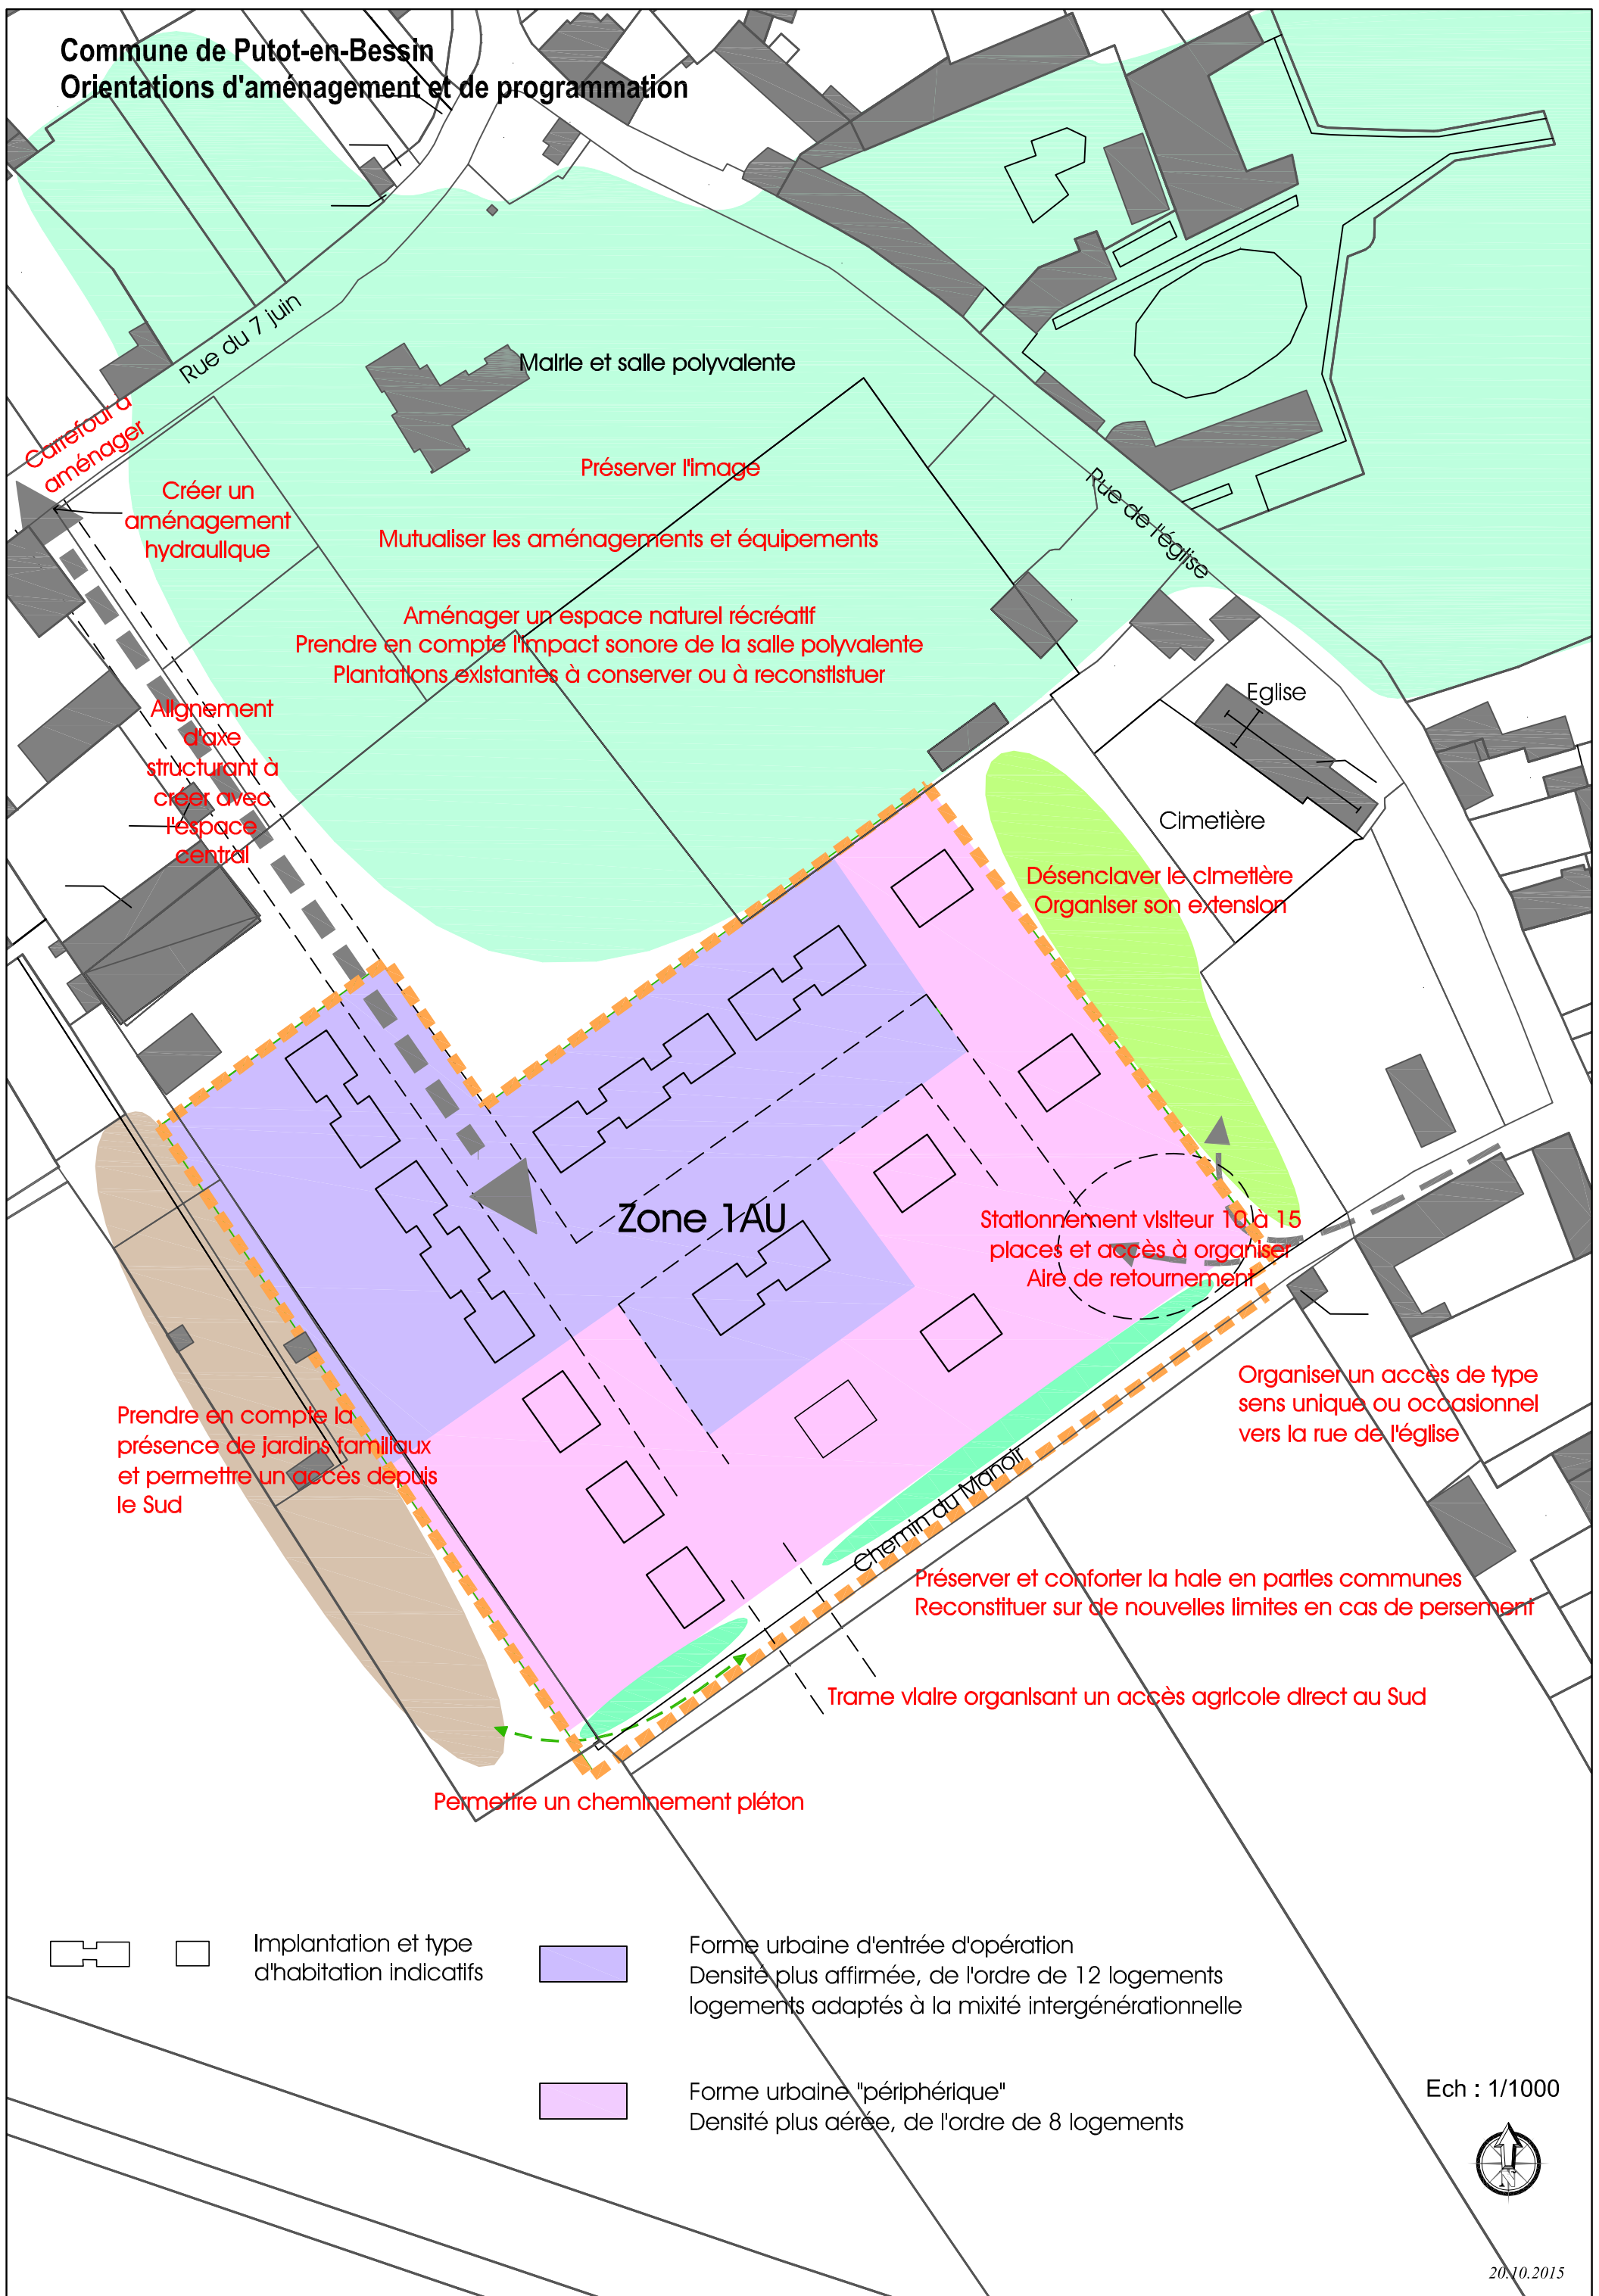 Commune de Putot-en-Bessin
Orientations d'aménagement et de programmation
Rue du 7 juin
Mairie et salle polyvalente
Carrefour à
aménager
Préserver l'image
Créer un
aménagement
hydraulique
Mutualiser les aménagements et équipements
Rue de l'église
Aménager un espace naturel récréatif
Prendre en compte l'impact sonore de la salle polyvalente
Plantations existantes à conserver ou à reconstistuer
Eglise
Alignement
d'axe
structurant à
créer avec
l'espace
central
Cimetière
Désenclaver le cimetière
Organiser son extension
Zone 1AU
Stationnement visiteur 10 à 15
places et accès à organiser
Aire de retournement
Organiser un accès de type
sens unique ou occasionnel
vers la rue de l'église
Prendre en compte la
présence de jardins familiaux
et permettre un accès depuis
le Sud
Chemin du Manoir
Préserver et conforter la haie en parties communes
Reconstituer sur de nouvelles limites en cas de persement
Trame viaire organisant un accès agricole direct au Sud
Permettre un cheminement piéton
Implantation et type
d'habitation indicatifs
Forme urbaine d'entrée d'opération
Densité plus affirmée, de l'ordre de 12 logements
logements adaptés à la mixité intergénérationnelle
Forme urbaine "périphérique"
Densité plus aérée, de l'ordre de 8 logements
Ech : 1/1000
N
20.10.2015